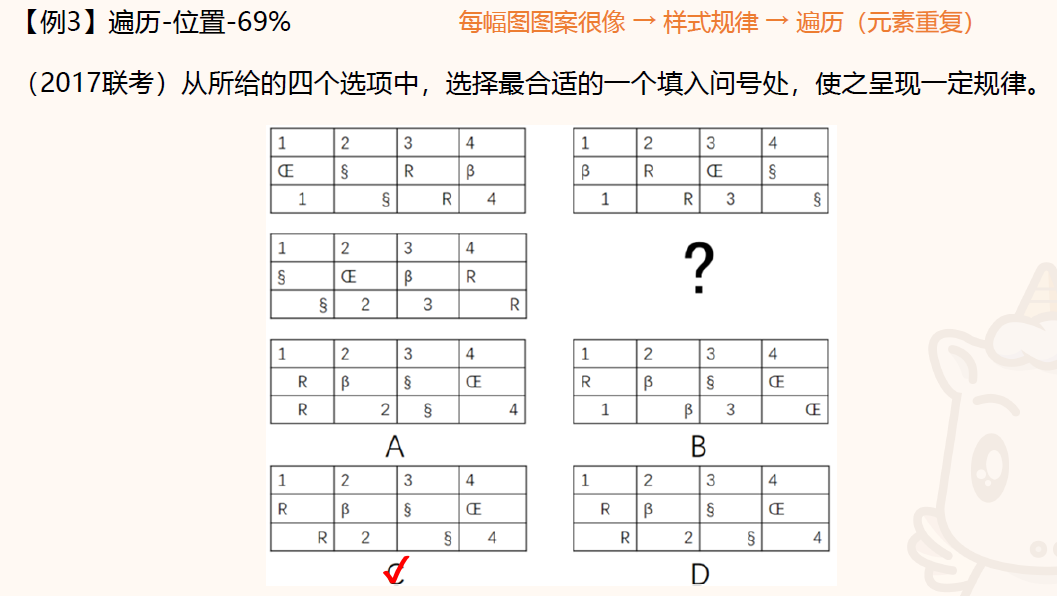 【例3】遍历-位置-69%
每幅图图案很像 → 样式规律 → 遍历（元素重复）
（2017联考）从所给的四个选项中，选择最合适的一个填入问号处，使之呈现一定规律。
1 2 3 4
Œ § R β
1 § R 4
1 2 3 4
β R Œ §
1 R 3 §
1 2 3 4
§ Œ β R
§ 2 3 R
?
1 2 3 4
R β § Œ
R 2 § 4
A
1 2 3 4
R β § Œ
1 β 3 Œ
B
1 2 3 4
R β § Œ
R 2 § 4
C
1 2 3 4
R β § Œ
R 2 § 4
D